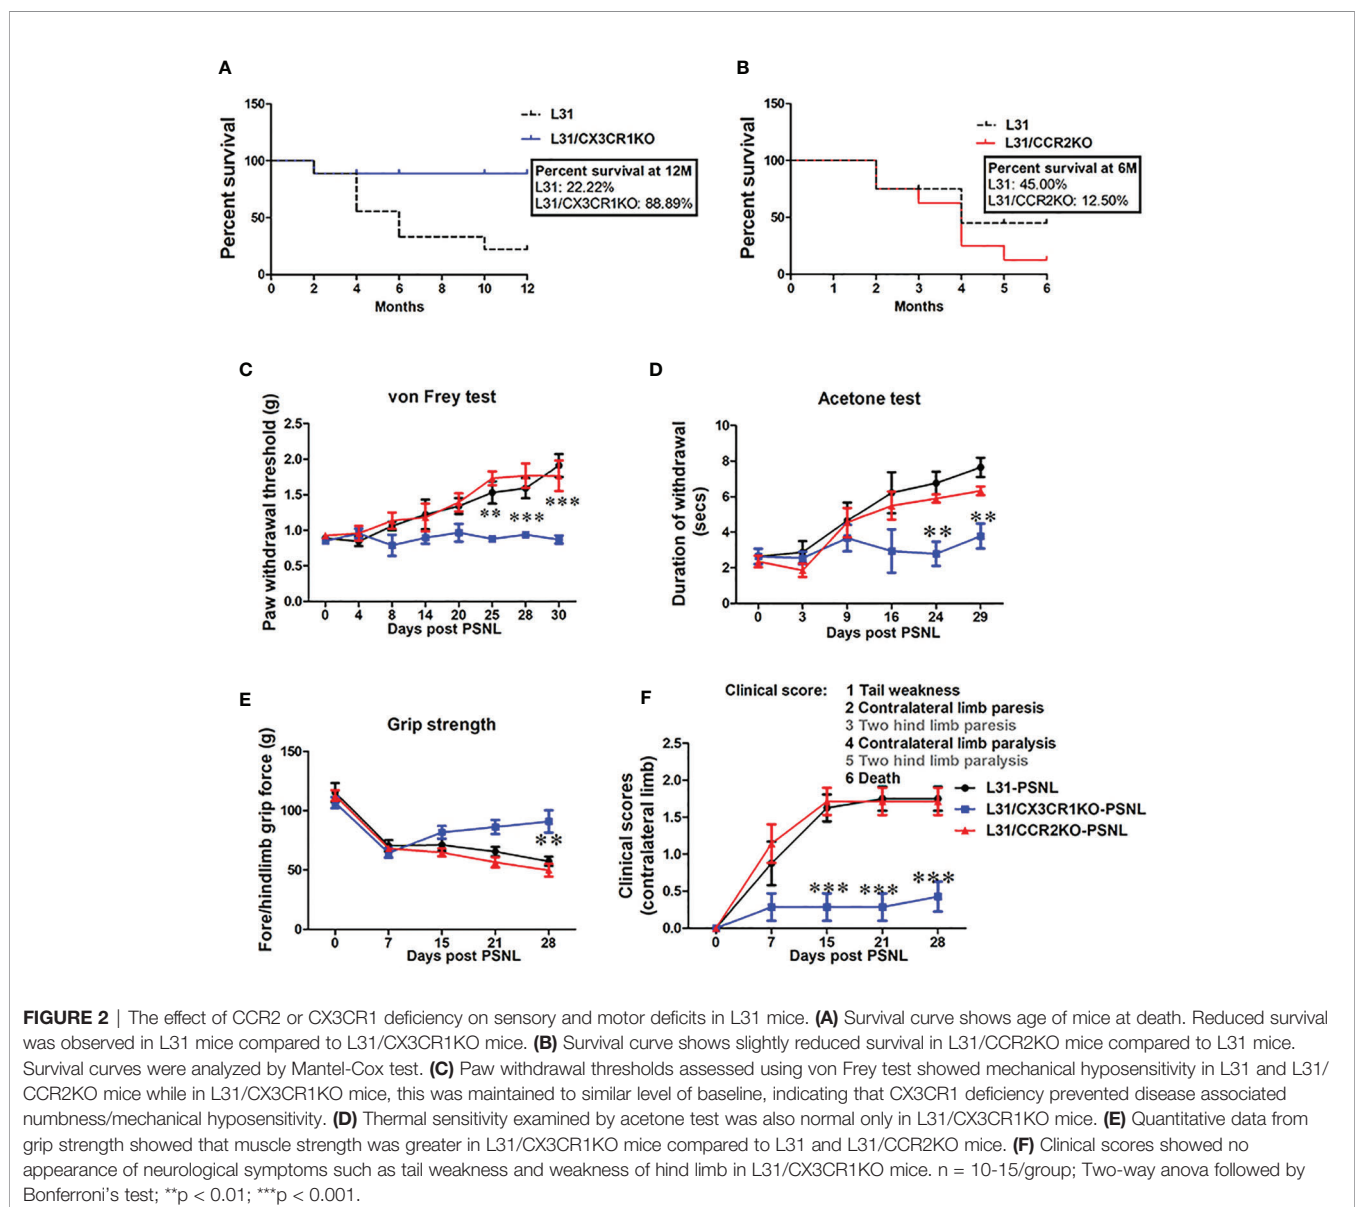 A
Percent survival
150
100
50
0
0 2 4 6 8 10 12
Months
L31
L31/CX3CR1KO
Percent survival at 12M
L31: 22.22%
L31/CX3CR1KO: 88.89%
B
Percent survival
150
100
50
0
0 1 2 3 4 5 6
Months
L31
L31/CCR2KO
Percent survival at 6M
L31: 45.00%
L31/CCR2KO: 12.50%
C
von Frey test
Paw withdrawal threshold (g)
2.5
2.0
1.5
1.0
0.5
0.0
** *** ***
0 4 8 14 20 25 28 30
Days post PSNL
D
Acetone test
Duration of withdrawal
(secs)
10
8
6
4
2
0
** **
0 3 9 16 24 29
Days post PSNL
E
Grip strength
Fore/hindlimb grip force (g)
150
100
50
0
**
0 7 15 21 28
Days post PSNL
F
Clinical score: 1 Tail weakness
2 Contralateral limb paresis
3 Two hind limb paresis
4 Contralateral limb paralysis
5 Two hind limb paralysis
6 Death
Clinical scores
(contralateral limb)
2.5
2.0
1.5
1.0
0.5
0.0
*** *** ***
0 7 15 21 28
Days post PSNL
L31-PSNL
L31/CX3CR1KO-PSNL
L31/CCR2KO-PSNL
FIGURE 2 | The effect of CCR2 or CX3CR1 deficiency on sensory and motor deficits in L31 mice. (A) Survival curve shows age of mice at death. Reduced survival
was observed in L31 mice compared to L31/CX3CR1KO mice. (B) Survival curve shows slightly reduced survival in L31/CCR2KO mice compared to L31 mice.
Survival curves were analyzed by Mantel-Cox test. (C) Paw withdrawal thresholds assessed using von Frey test showed mechanical hyposensitivity in L31 and L31/
CCR2KO mice while in L31/CX3CR1KO mice, this was maintained to similar level of baseline, indicating that CX3CR1 deficiency prevented disease associated
numbness/mechanical hyposensitivity. (D) Thermal sensitivity examined by acetone test was also normal only in L31/CX3CR1KO mice. (E) Quantitative data from
grip strength showed that muscle strength was greater in L31/CX3CR1KO mice compared to L31 and L31/CCR2KO mice. (F) Clinical scores showed no
appearance of neurological symptoms such as tail weakness and weakness of hind limb in L31/CX3CR1KO mice. n = 10-15/group; Two-way anova followed by
Bonferroni’s test; **p < 0.01; ***p < 0.001.